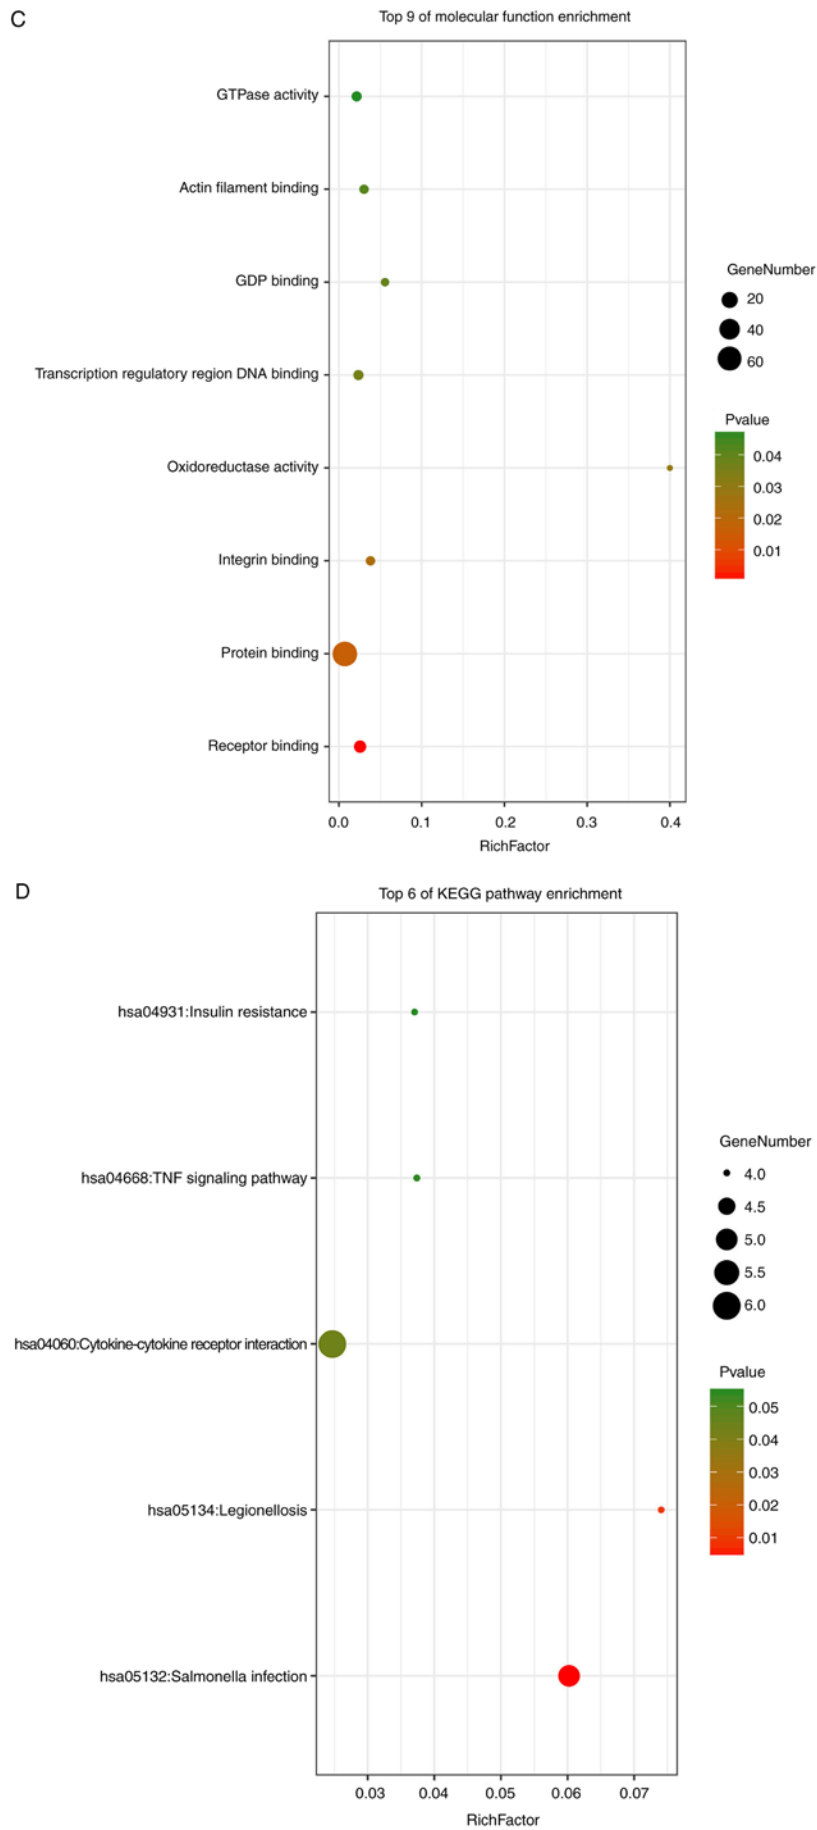 C
Top 9 of molecular function enrichment
GTPase activity
Actin filament binding
GDP binding
Transcription regulatory region DNA binding
Oxidoreductase activity
Integrin binding
Protein binding
Receptor binding
0.0 0.1 0.2 0.3 0.4
RichFactor
GeneNumber
20
40
60
Pvalue
0.04
0.03
0.02
0.01
D
Top 6 of KEGG pathway enrichment
hsa04931:Insulin resistance
hsa04668:TNF signaling pathway
hsa04060:Cytokine-cytokine receptor interaction
hsa05134:Legionellosis
hsa05132:Salmonella infection
0.03 0.04 0.05 0.06 0.07
RichFactor
GeneNumber
4.0
4.5
5.0
5.5
6.0
Pvalue
0.05
0.04
0.03
0.02
0.01